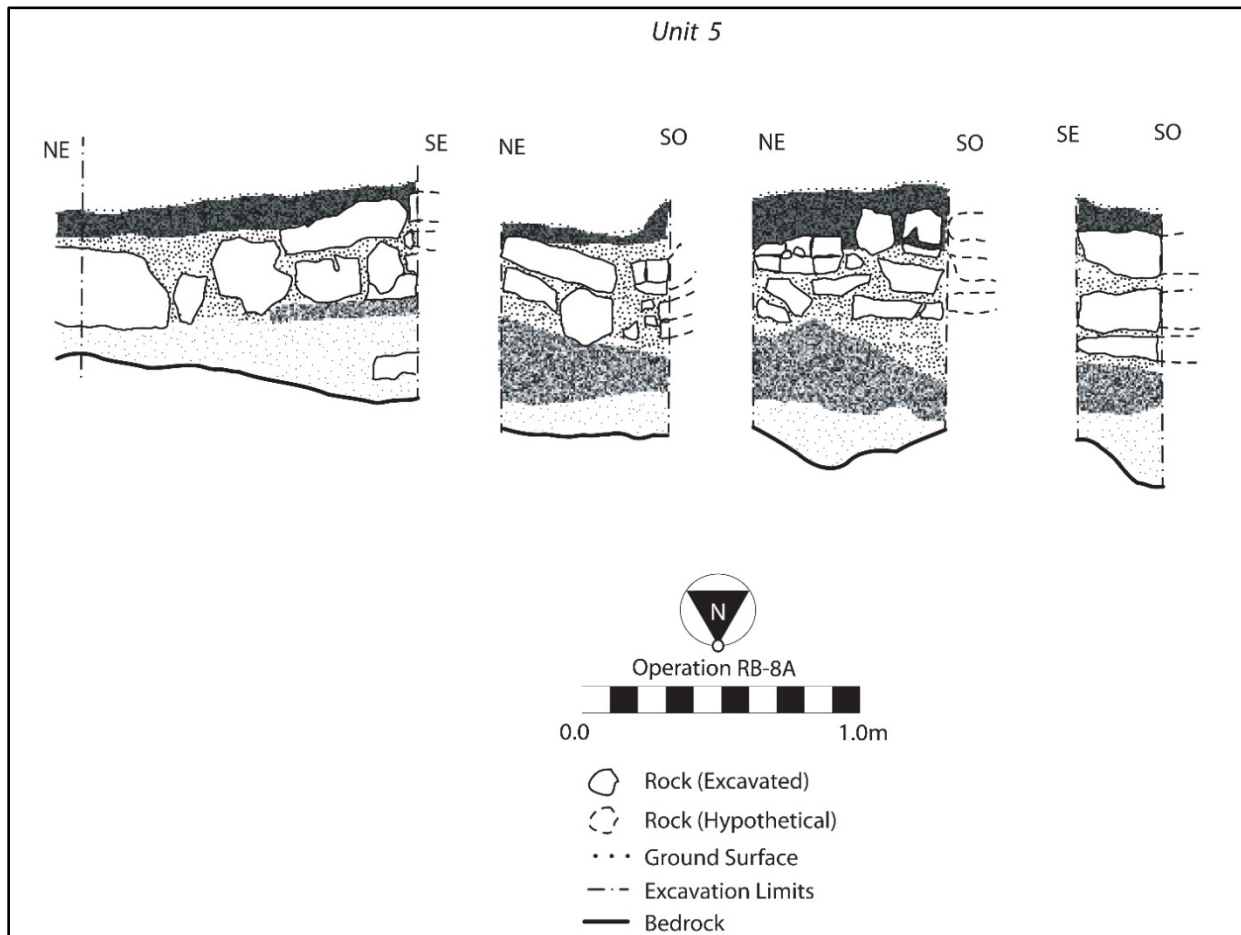 Unit 5
NE SE NE SO NE SO SE SO
N
Operation RB-8A
0.0 1.0m
Rock (Excavated)
Rock (Hypothetical)
Ground Surface
Excavation Limits
Bedrock